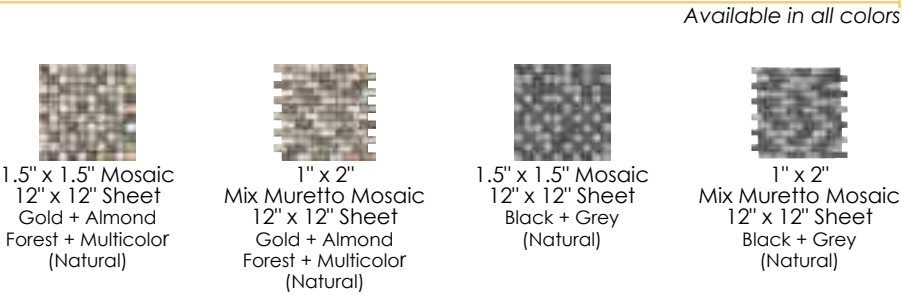 Available in all colors
1.5" x 1.5" Mosaic
12" x 12" Sheet
Gold + Almond
Forest + Multicolor
(Natural)
1" x 2"
Mix Muretto Mosaic
12" x 12" Sheet
Gold + Almond
Forest + Multicolor
(Natural)
1.5" x 1.5" Mosaic
12" x 12" Sheet
Black + Grey
(Natural)
1" x 2"
Mix Muretto Mosaic
12" x 12" Sheet
Black + Grey
(Natural)